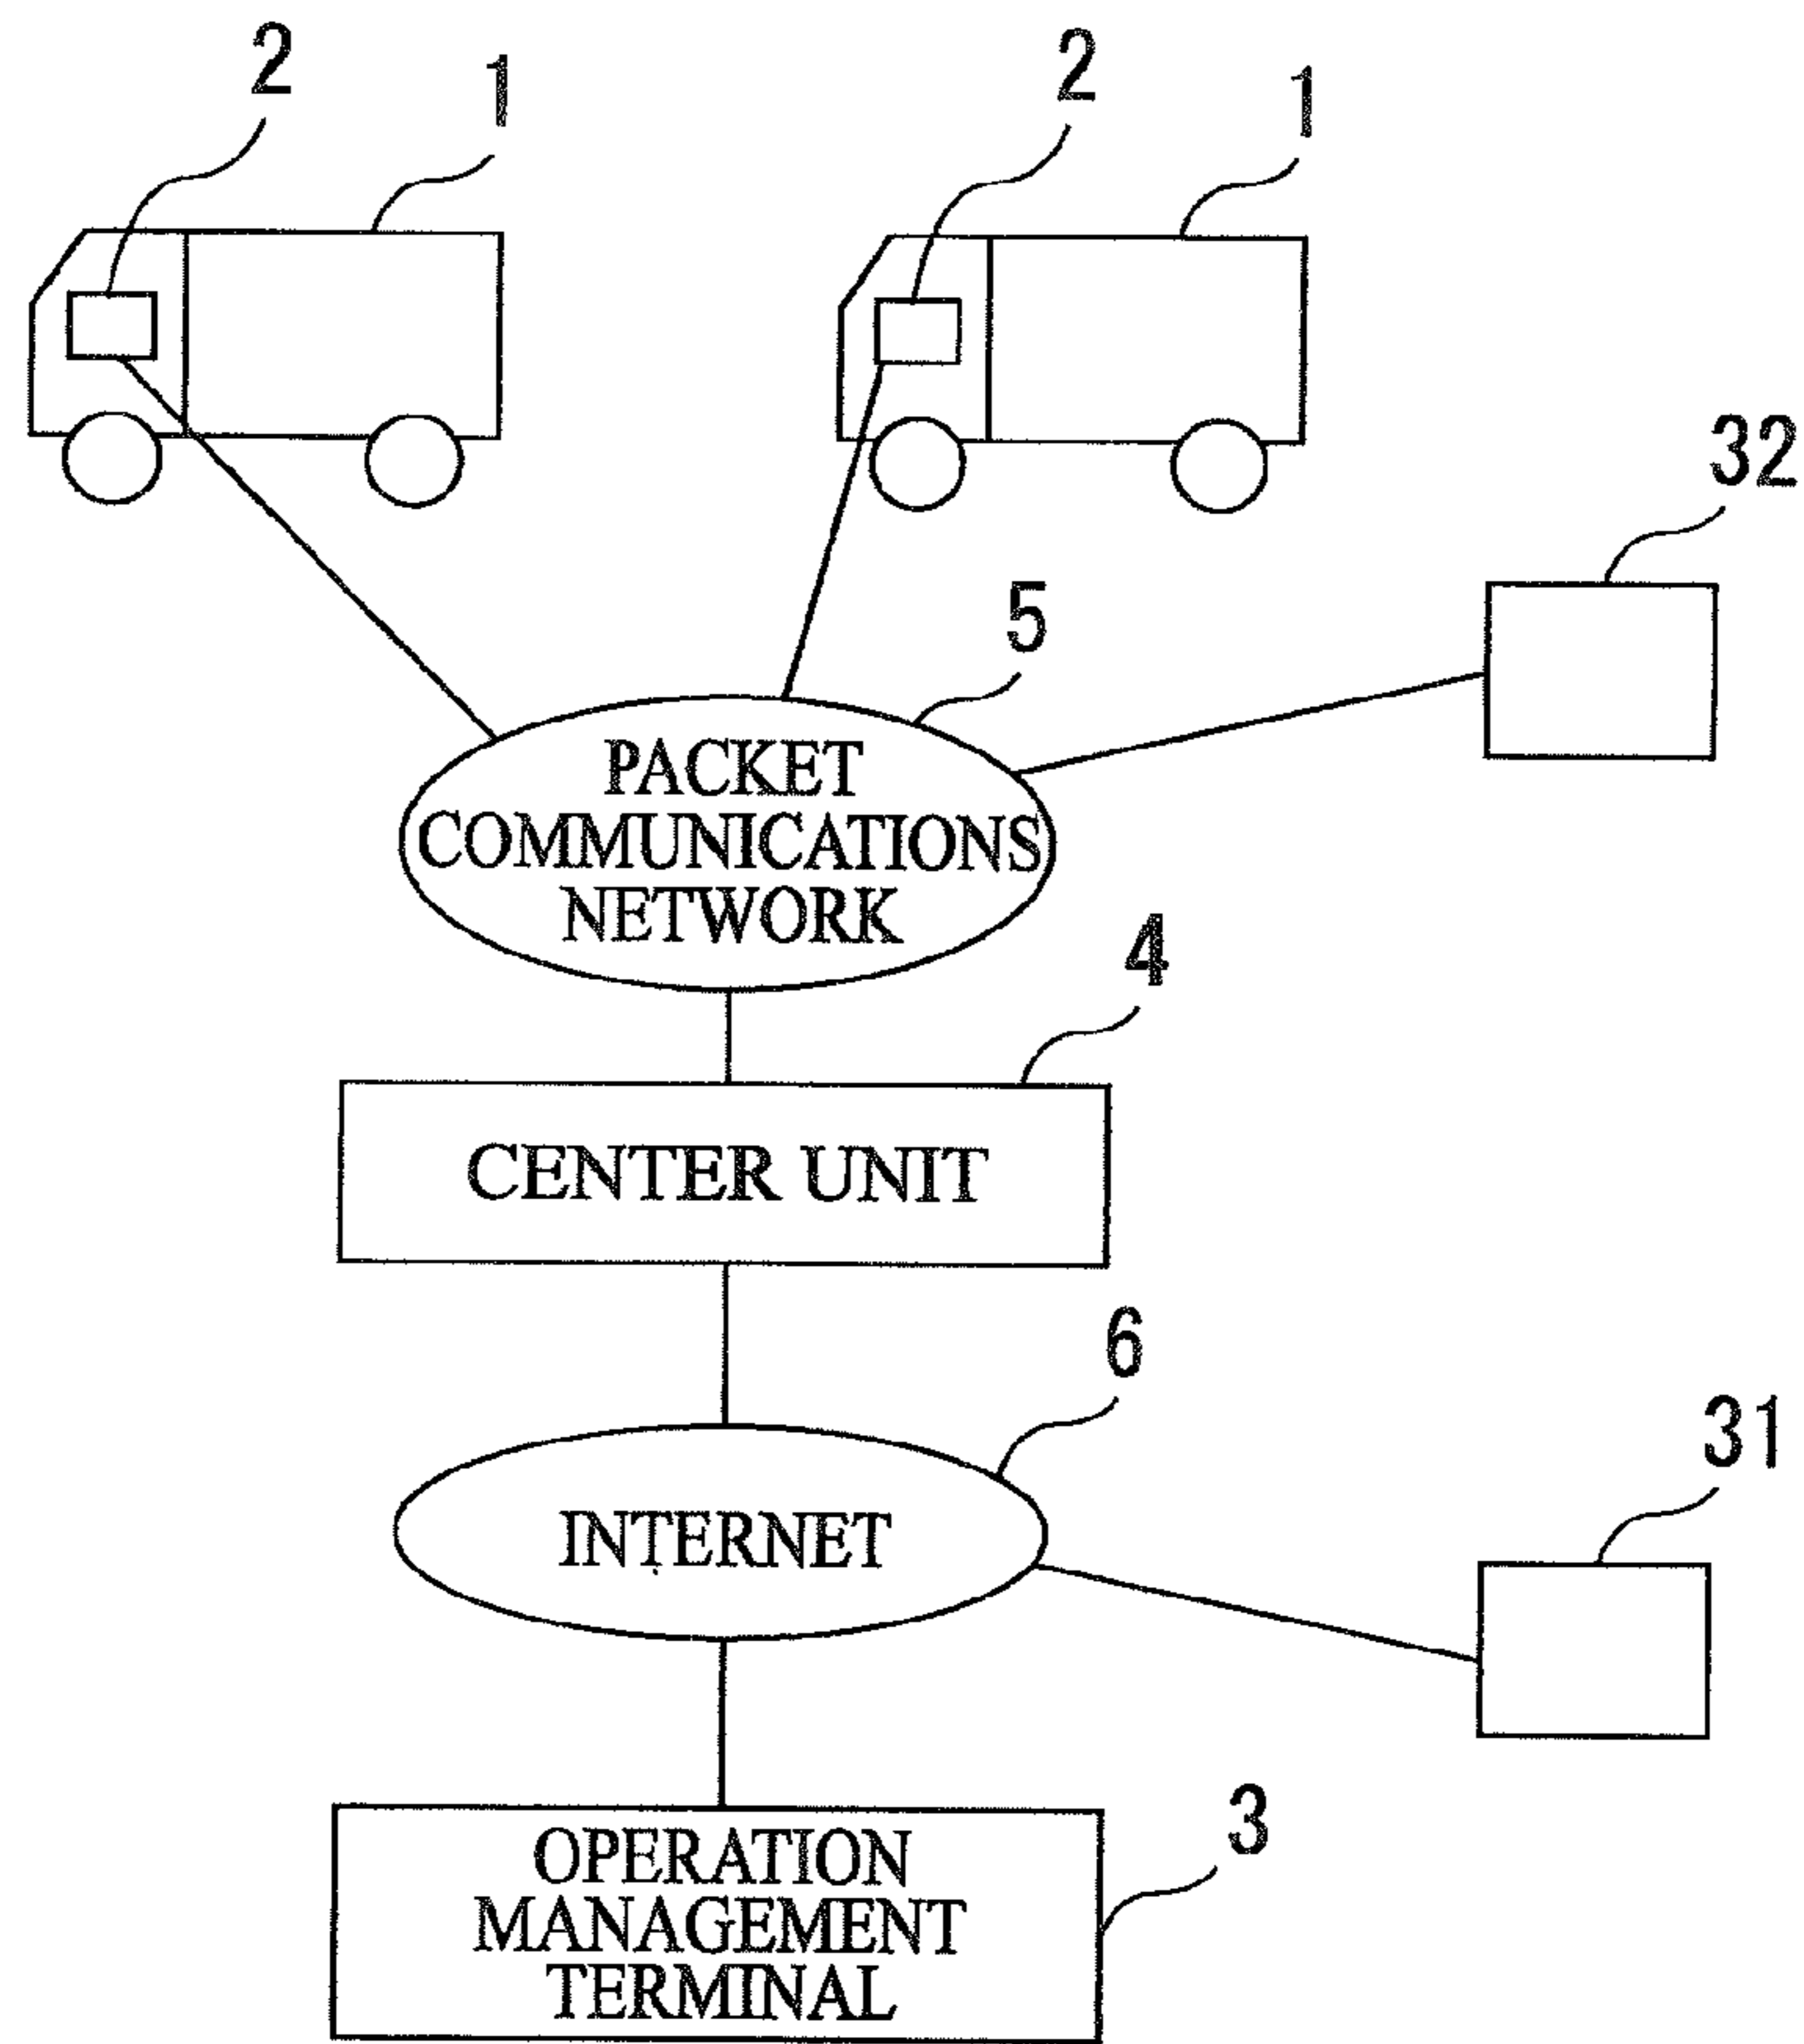 2
1
2
1
32
5
PACKET
COMMUNICATIONS
NETWORK
4
CENTER UNIT
6
INTERNET
31
3
OPERATION
MANAGEMENT
TERMINAL